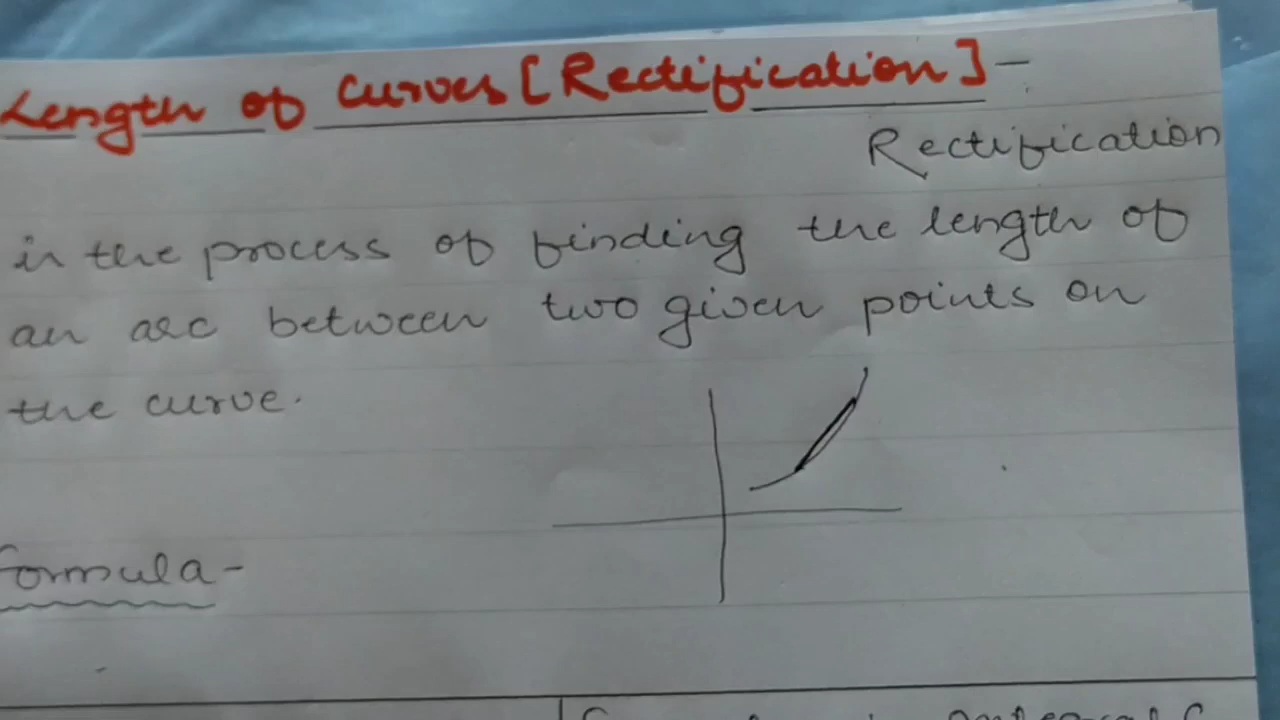 Length of Curves [Rectification] -
Rectification
is the process of finding the length of
an arc between two given points on
the curve.
Formula -